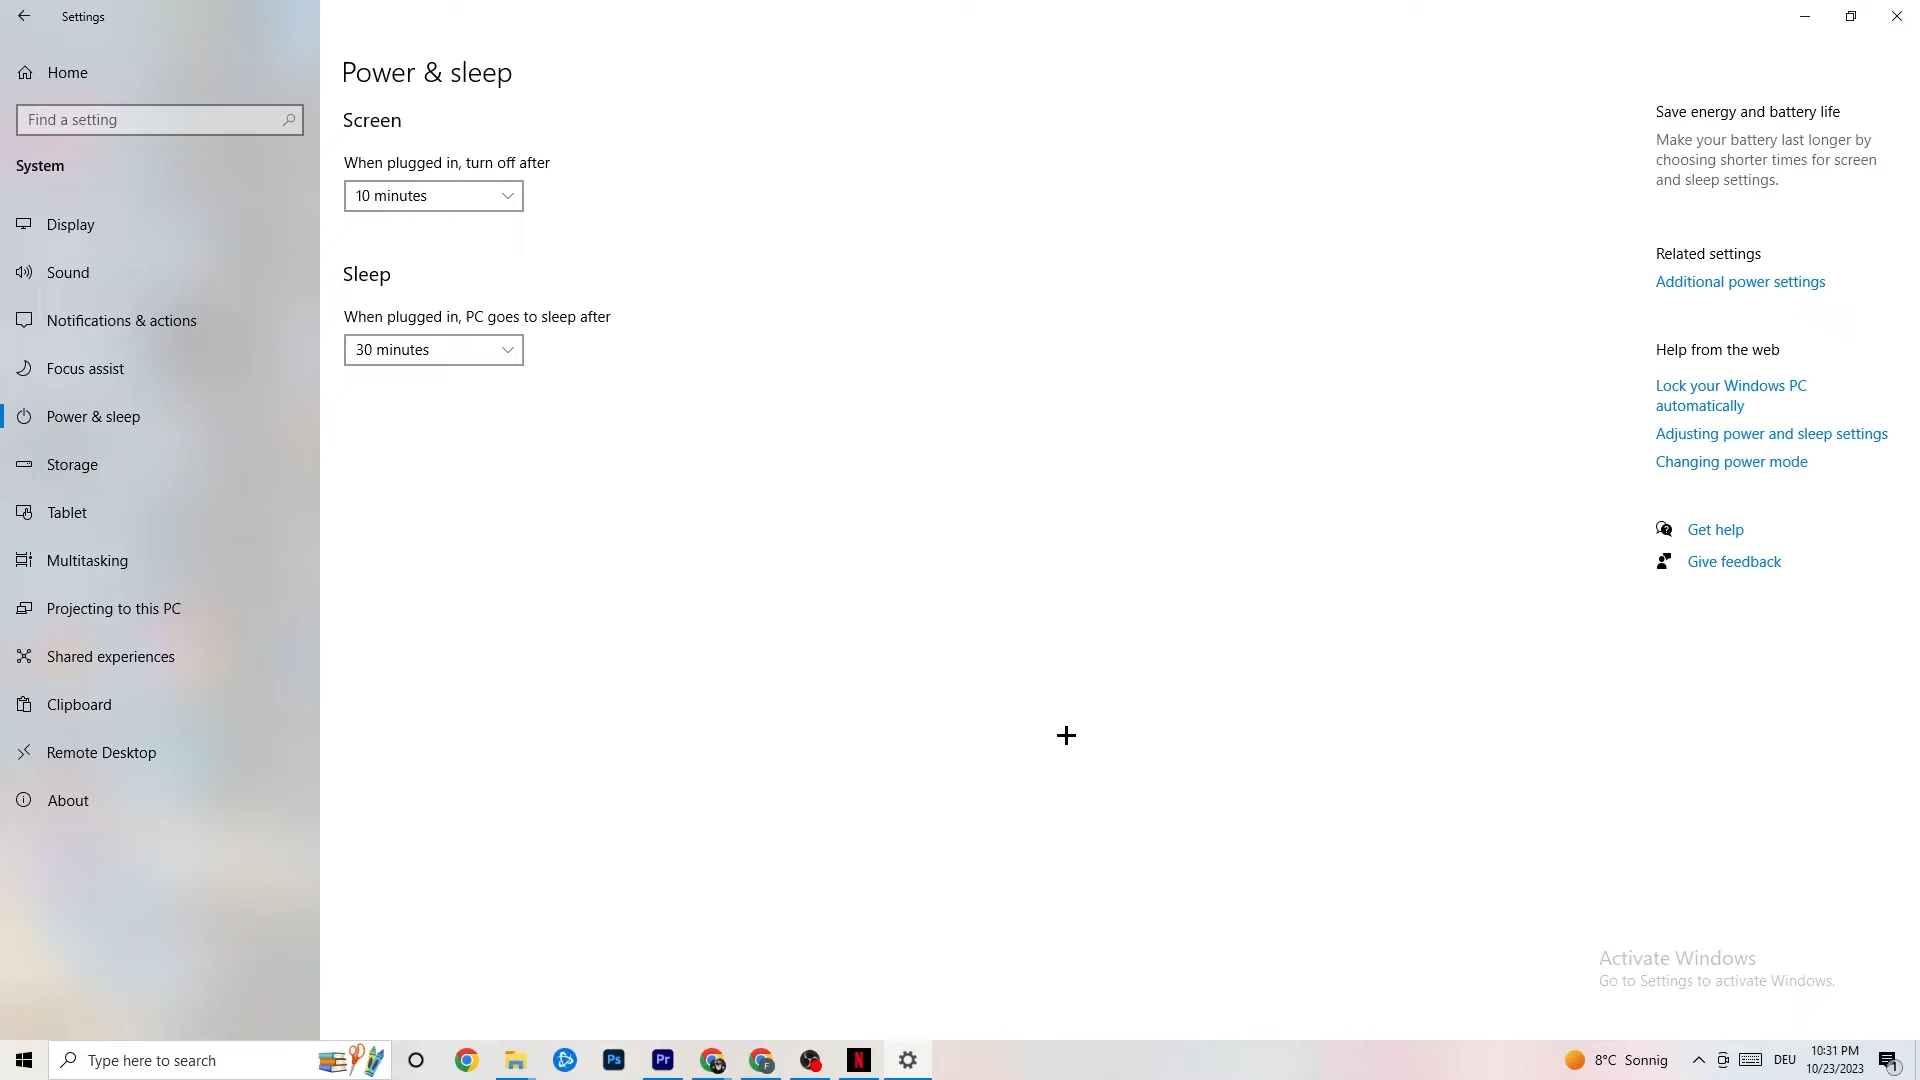 Settings
Home
Find a setting
System
Display
Sound
Notifications & actions
Focus assist
Power & sleep
Storage
Tablet
Multitasking
Projecting to this PC
Shared experiences
Clipboard
Remote Desktop
About
Power & sleep
Screen
When plugged in, turn off after
10 minutes
Sleep
When plugged in, PC goes to sleep after
30 minutes
Save energy and battery life
Make your battery last longer by
choosing shorter times for screen
and sleep settings.
Related settings
Additional power settings
Help from the web
Lock your Windows PC
automatically
Adjusting power and sleep settings
Changing power mode
Get help
Give feedback
Activate Windows
Go to Settings to activate Windows.
Type here to search
Ps
Pr
F
N
8°C Sonnig
DEU
10:31 PM
10/23/2023
1